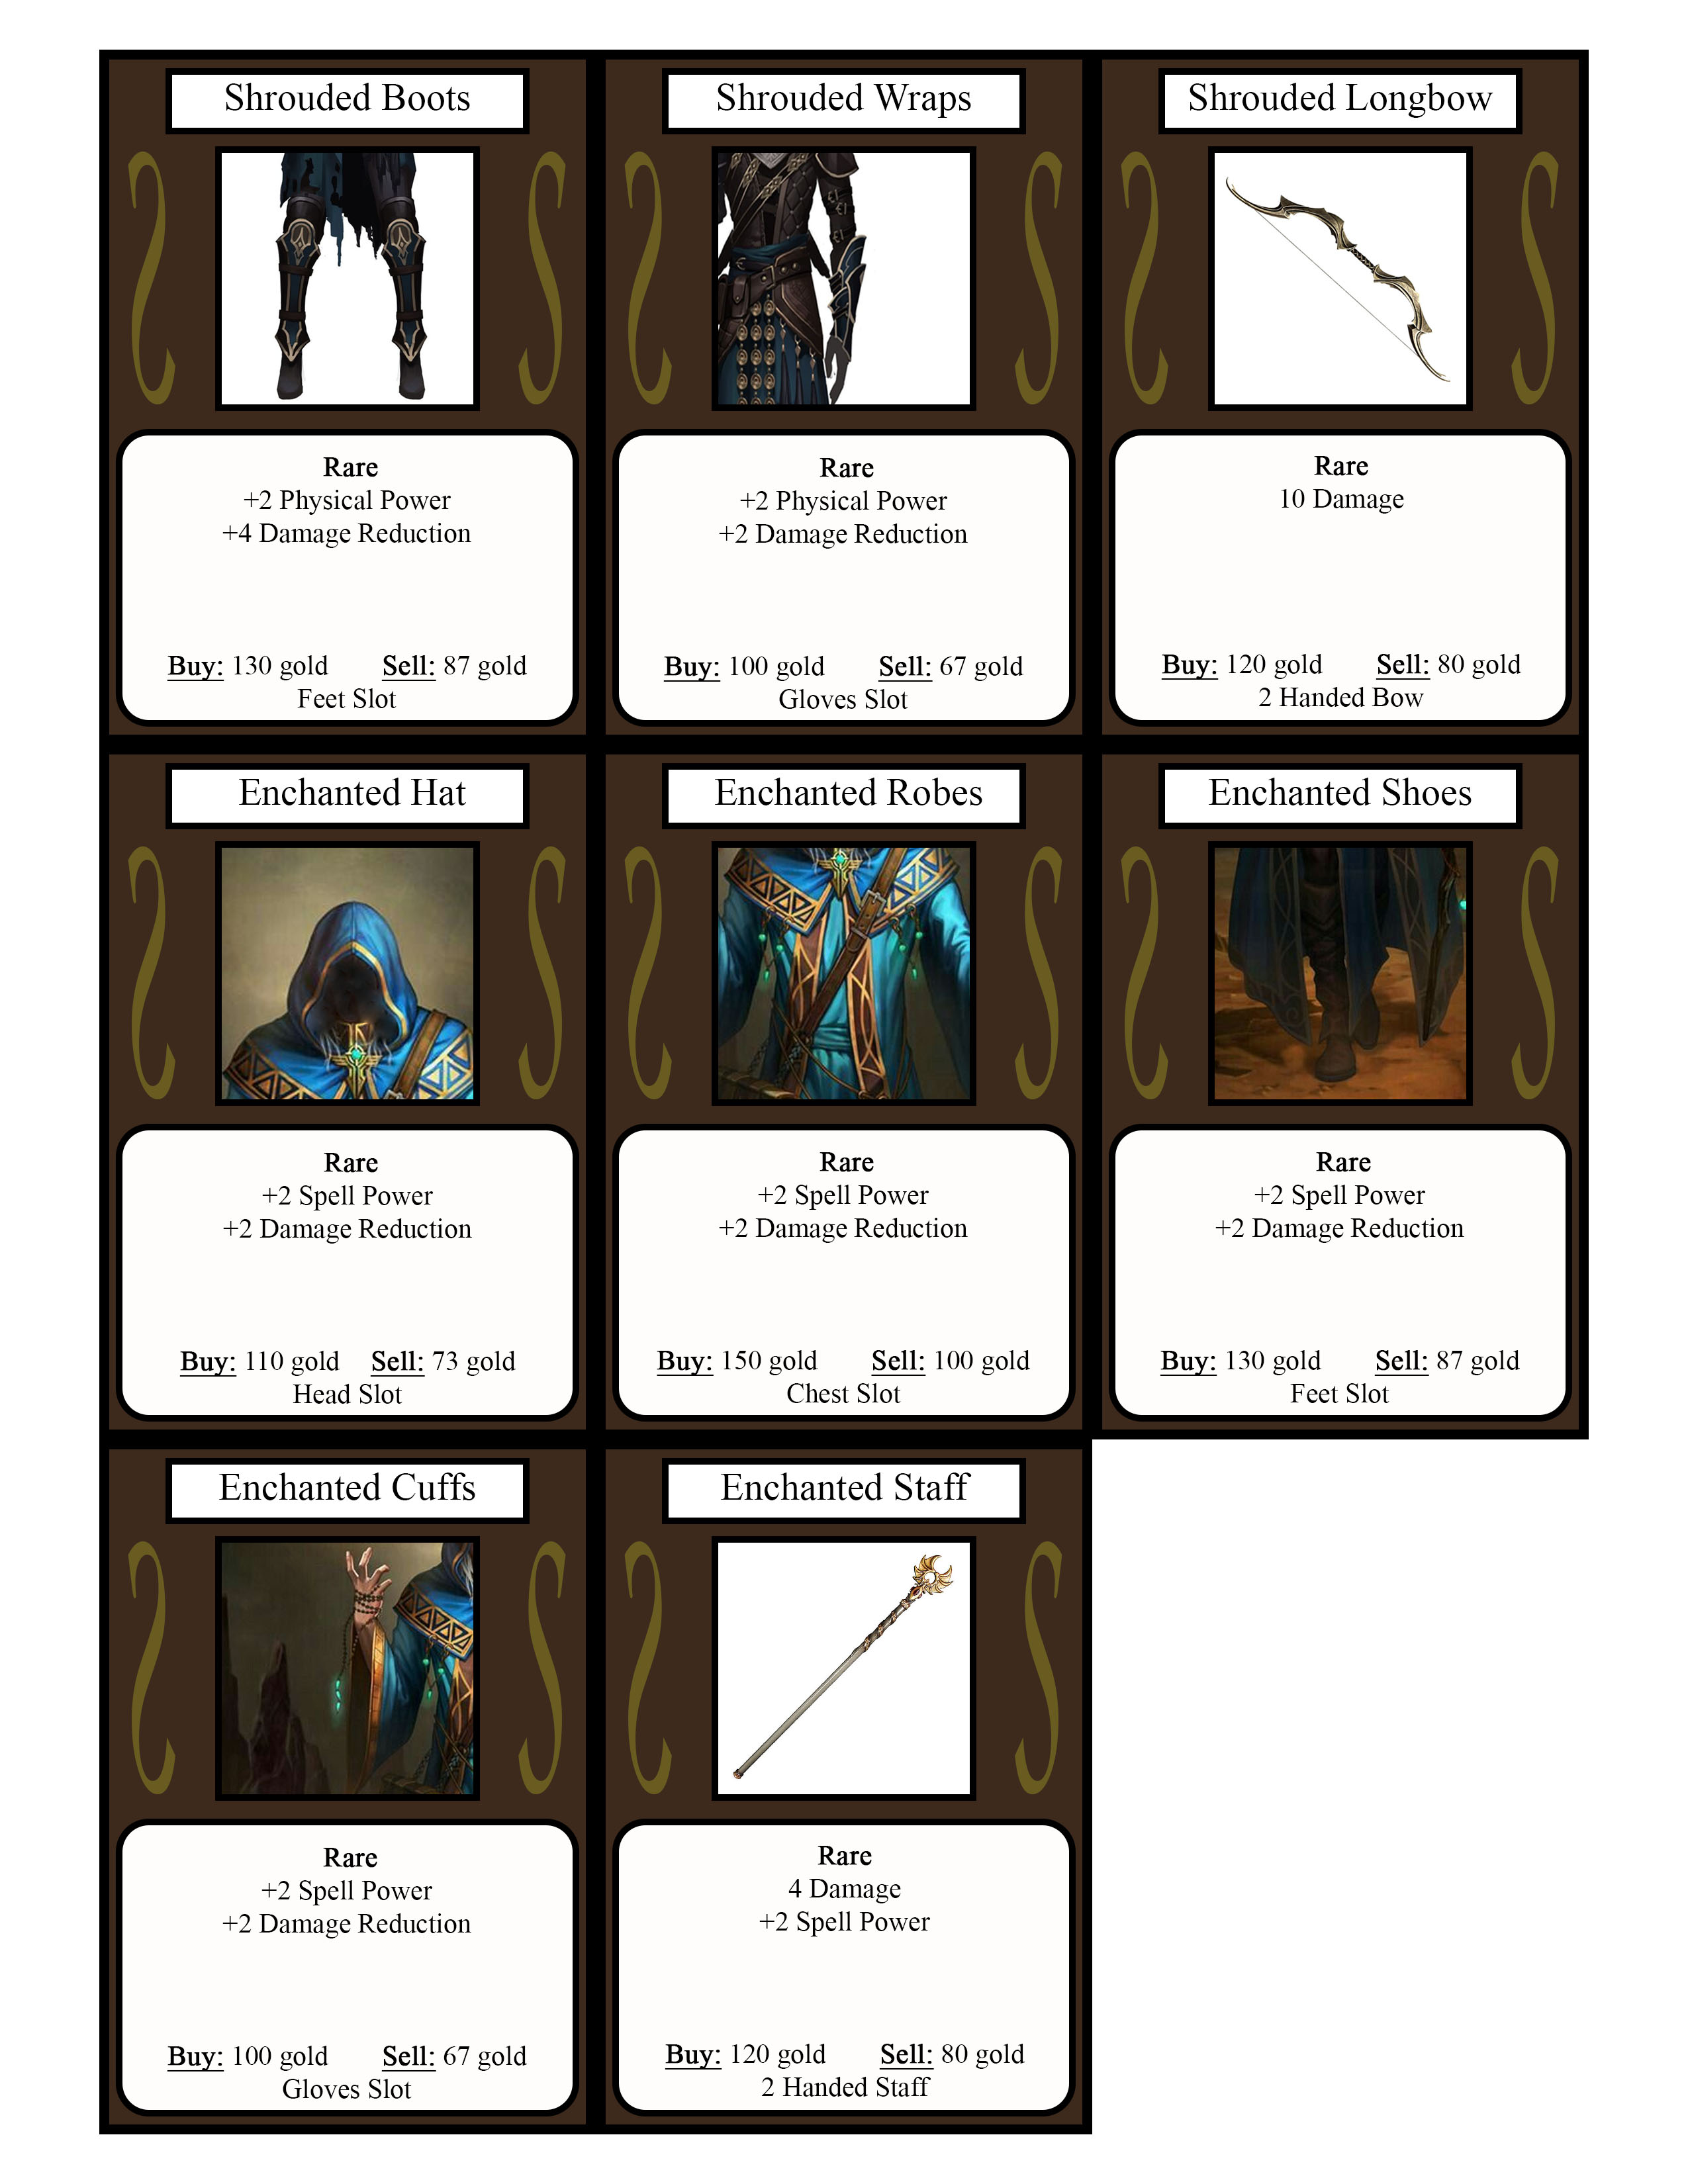 Shrouded Boots
Rare
+2 Physical Power
+4 Damage Reduction
Buy: 130 gold Sell: 87 gold
Feet Slot
Shrouded Wraps
Rare
+2 Physical Power
+2 Damage Reduction
Buy: 100 gold Sell: 67 gold
Gloves Slot
Shrouded Longbow
Rare
10 Damage
Buy: 120 gold Sell: 80 gold
2 Handed Bow
Enchanted Hat
Rare
+2 Spell Power
+2 Damage Reduction
Buy: 110 gold Sell: 73 gold
Head Slot
Enchanted Robes
Rare
+2 Spell Power
+2 Damage Reduction
Buy: 150 gold Sell: 100 gold
Chest Slot
Enchanted Shoes
Rare
+2 Spell Power
+2 Damage Reduction
Buy: 130 gold Sell: 87 gold
Feet Slot
Enchanted Cuffs
Rare
+2 Spell Power
+2 Damage Reduction
Buy: 100 gold Sell: 67 gold
Gloves Slot
Enchanted Staff
Rare
4 Damage
+2 Spell Power
Buy: 120 gold Sell: 80 gold
2 Handed Staff